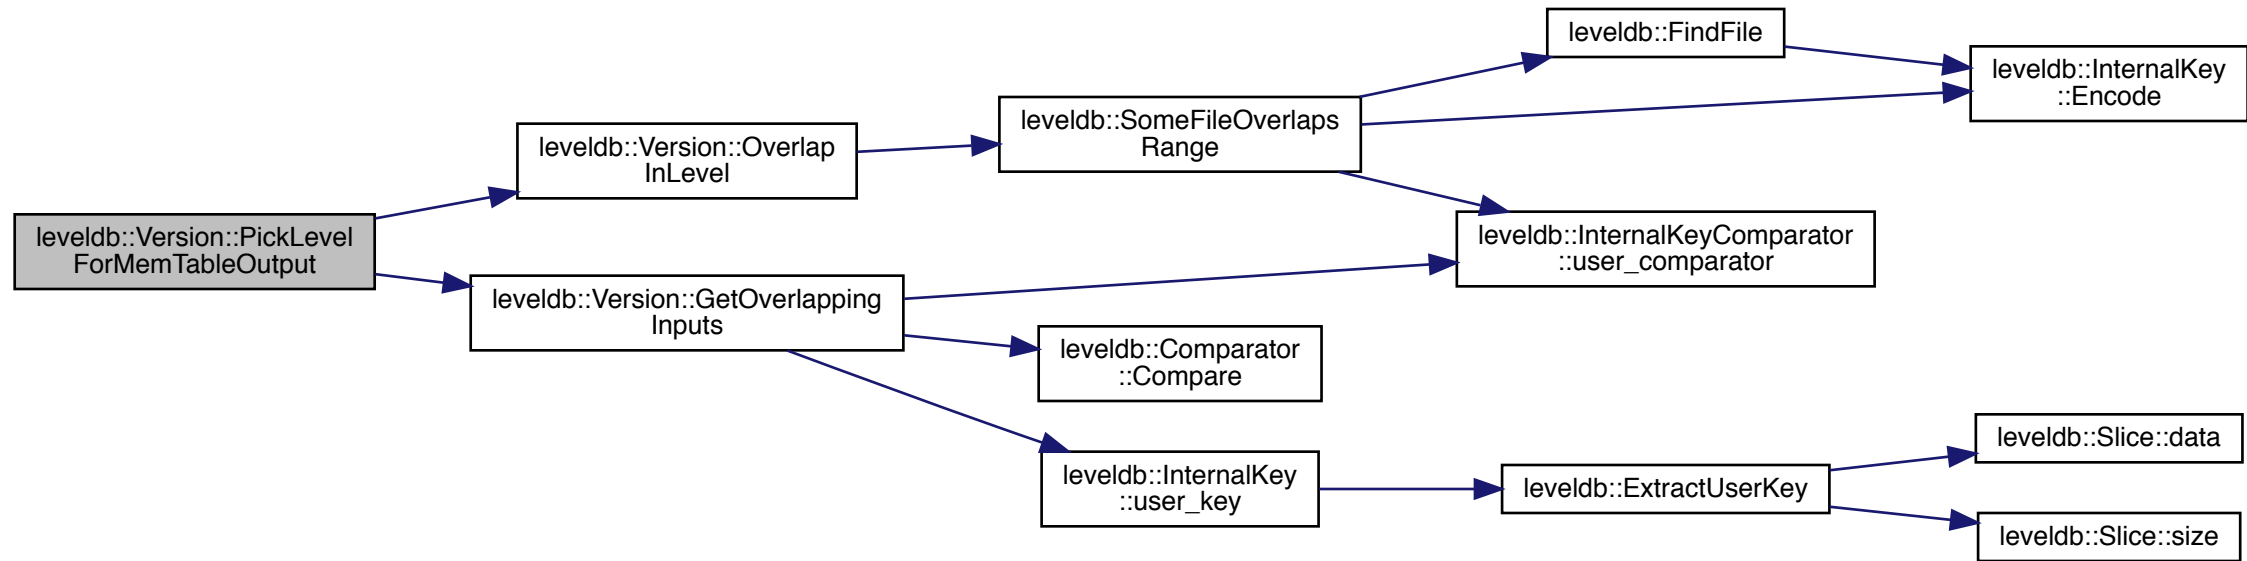 leveldb::Version::PickLevel
ForMemTableOutput
leveldb::Version::Overlap
InLevel
leveldb::Version::GetOverlapping
Inputs
leveldb::SomeFileOverlaps
Range
leveldb::FindFile
leveldb::InternalKey
::Encode
leveldb::InternalKeyComparator
::user_comparator
leveldb::Comparator
::Compare
leveldb::InternalKey
::user_key
leveldb::ExtractUserKey
leveldb::Slice::data
leveldb::Slice::size